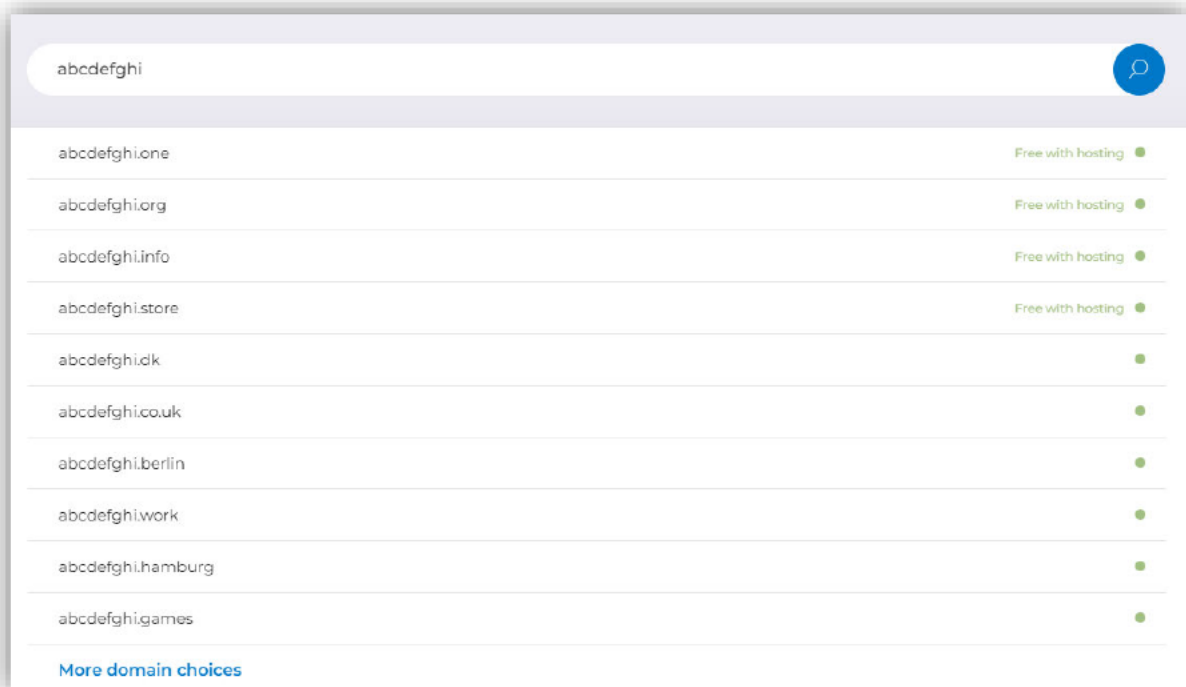 abcdefghi
abcdefghi.one Free with hosting
abcdefghi.org Free with hosting
abcdefghi.info Free with hosting
abcdefghi.store Free with hosting
abcdefghi.dk
abcdefghi.co.uk
abcdefghi.berlin
abcdefghi.work
abcdefghi.hamburg
abcdefghi.games
More domain choices